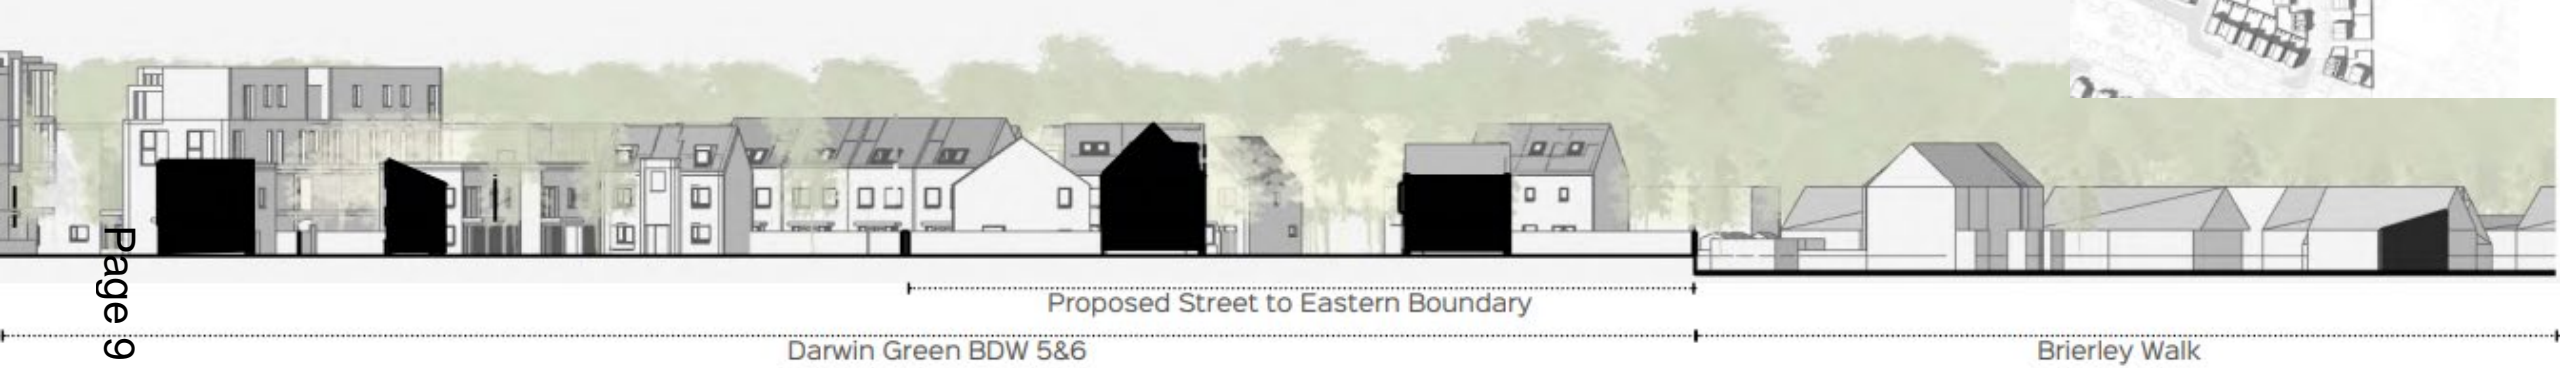 Page 9
Proposed Street to Eastern Boundary
Darwin Green BDW 5&6
Brierley Walk